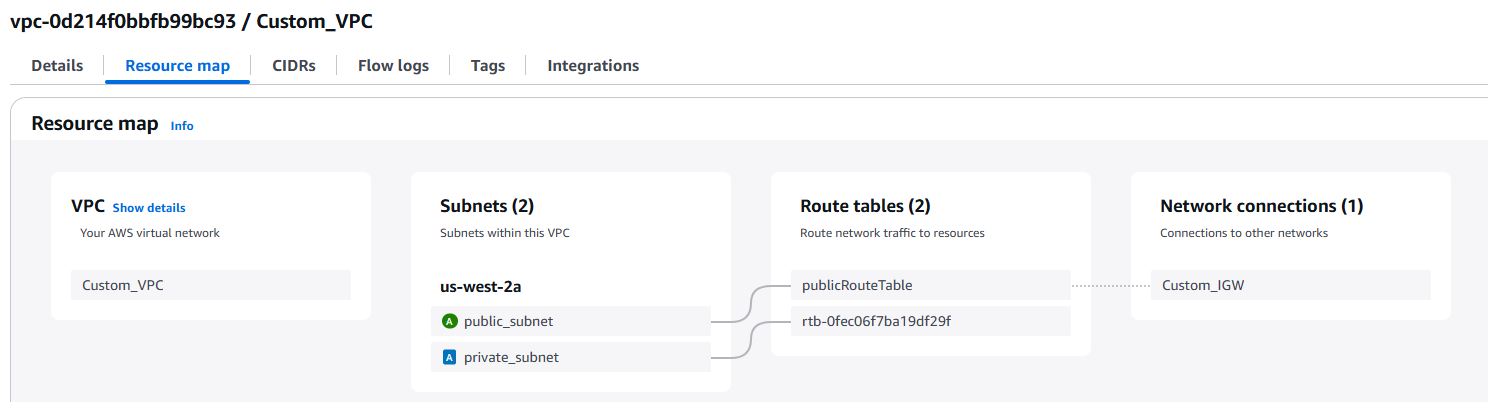 vpc-0d214f0bbfb99bc93 / Custom_VPC
Details Resource map CIDRs Flow logs Tags Integrations
Resource map Info
VPC Show details
Your AWS virtual network
Custom_VPC
Subnets (2)
Subnets within this VPC
us-west-2a
A public_subnet
A private_subnet
Route tables (2)
Route network traffic to resources
publicRouteTable
rtb-0fec06f7ba19df29f
Network connections (1)
Connections to other networks
Custom_IGW